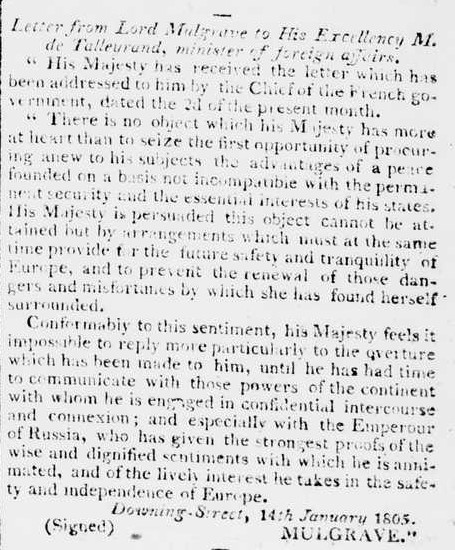 Letter from Lord Mulgrave to His Excellency M.
de Talleurand, minister of foreign affairs.
" His Majesty has received the letter which has
been addressed to him by the Chief of the French go-
vernment, dated the 2d of the present month.
" There is no object which his Majesty has more
at heart than to seize the first opportunity of procur-
ing anew to his subjects the advantages of a peace
founded on a basis not incompatible with the perma-
nent security and the essential interests of his states.
His Majesty is persuaded this object cannot be at-
tained but by arrangements which must at the same
time provide for the future safety and tranquility of
Europe, and to prevent the renewal of those dan-
gers and misfortunes by which she has found herself
surrounded.
Conformably to this sentiment, his Majesty feels it
impossible to reply more particularly to the overture
which has been made to him, until he has had time
to communicate with those powers of the continent
with whom he is engaged in confidential intercourse
and connexion; and especially with the Emperour
of Russia, who has given the strongest proofs of the
wise and dignified sentiments with which he is anni-
mated, and of the lively interest he takes in the safe-
ty and independence of Europe.
Downing-Street, 14th January 1805.
(Signed) MULGRAVE."